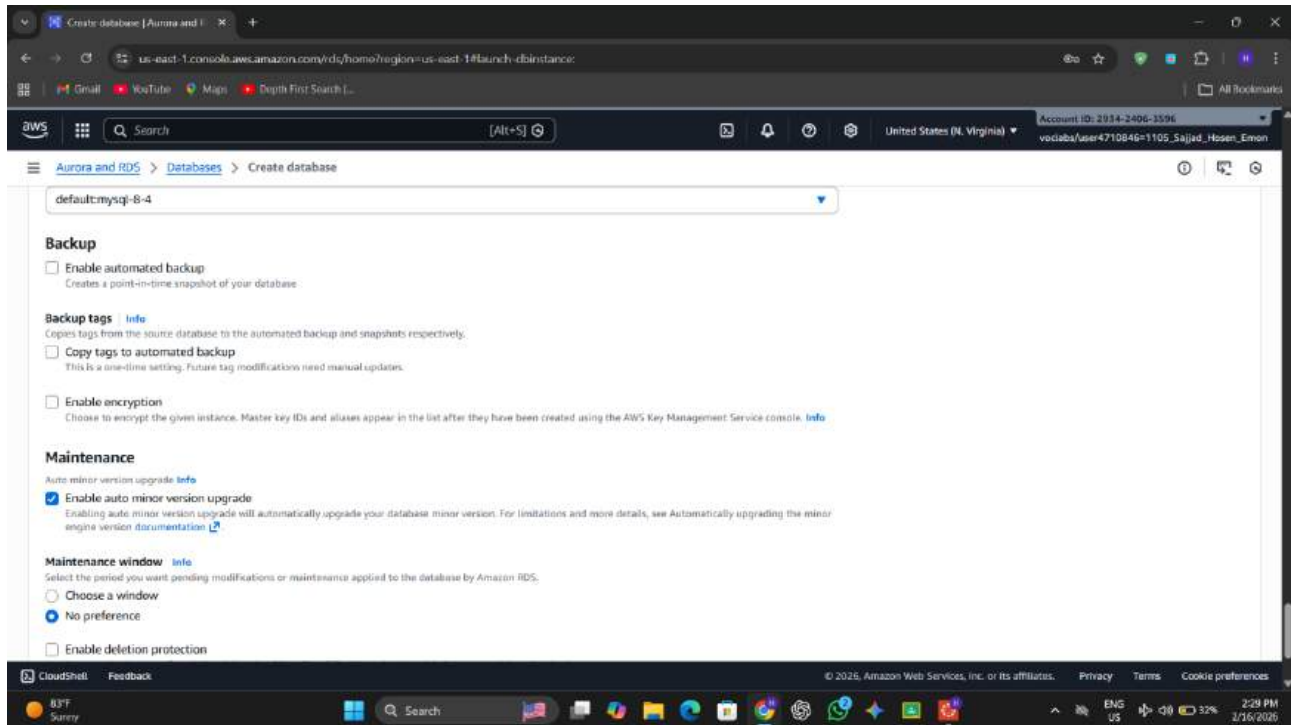 Create database | Aurora and
us-east-1.console.aws.amazon.com/rds/home?region=us-east-1#launch-dbinstance:
Gmail
YouTube
Maps
Depth First Search (...
All Bookmarks
aws
Search
[Alt+S]
United States (N. Virginia)
Account ID: 2934-2406-3596
voclabs/user4710846=1105_Sajjad_Hosen_Emon
Aurora and RDS > Databases > Create database
default:mysql-8-4
Backup
Enable automated backup
Creates a point-in-time snapshot of your database
Backup tags Info
Copies tags from the source database to the automated backup and snapshots respectively.
Copy tags to automated backup
This is a one-time setting. Future tag modifications need manual updates.
Enable encryption
Choose to encrypt the given instance. Master key IDs and aliases appear in the list after they have been created using the AWS Key Management Service console. Info
Maintenance
Auto minor version upgrade Info
Enable auto minor version upgrade
Enabling auto minor version upgrade will automatically upgrade your database minor version. For limitations and more details, see Automatically upgrading the minor
engine version documentation
Maintenance window Info
Select the period you want pending modifications or maintenance applied to the database by Amazon RDS.
Choose a window
No preference
Enable deletion protection
CloudShell Feedback
© 2026, Amazon Web Services, Inc. or its affiliates. Privacy Terms Cookie preferences
83°F
Sunny
Search
ENG
US
32%
2:29 PM
2/16/2026